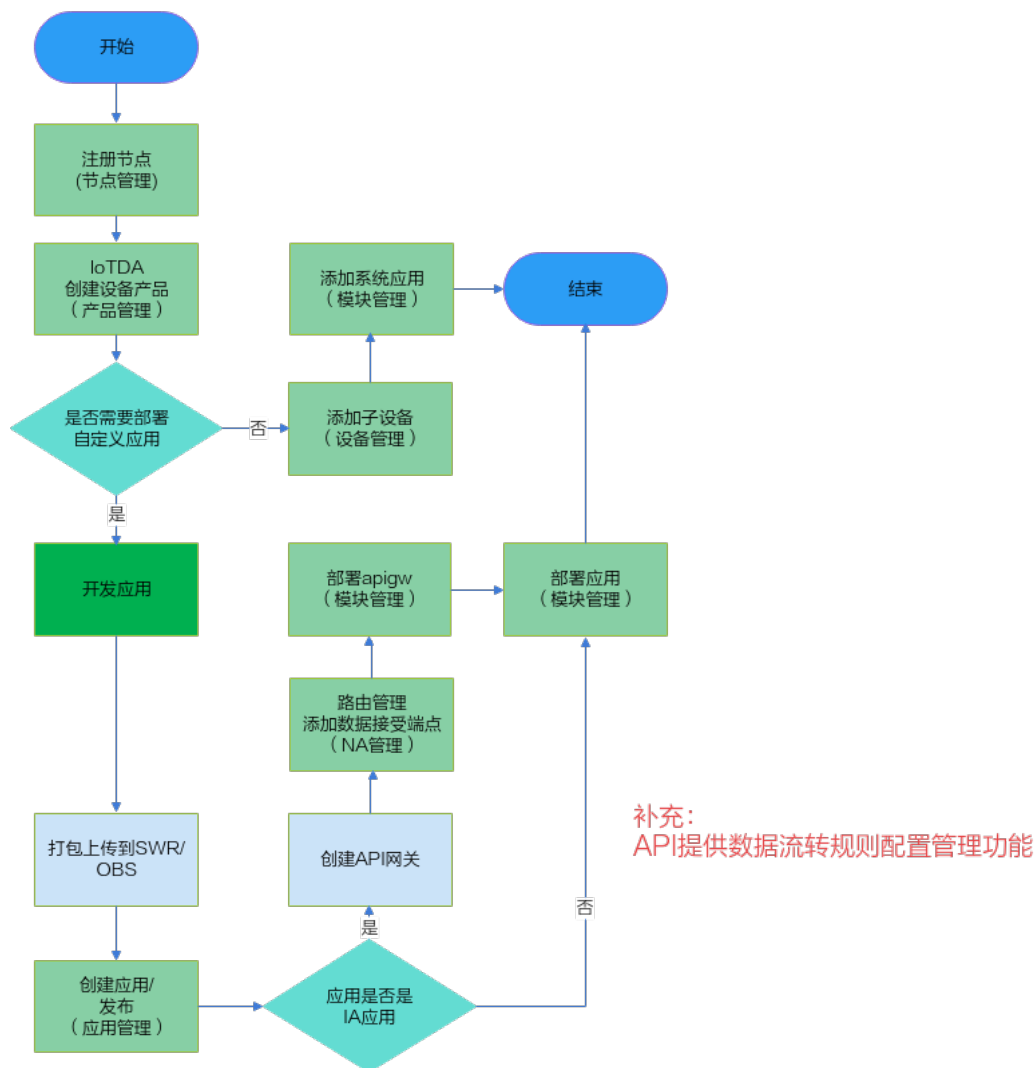 开始
注册节点
(节点管理)
IoTDA
创建设备产品
（产品管理）
添加系统应用
（模块管理）
结束
是否需要部署
自定义应用
否
添加子设备
（设备管理）
是
开发应用
部署apigw
（模块管理）
部署应用
（模块管理）
路由管理
添加数据接受端点
（NA管理）
补充：
API提供数据流转规则配置管理功能
打包上传到SWR/
OBS
创建API网关
否
是
创建应用/
发布
（应用管理）
应用是否是
IA应用